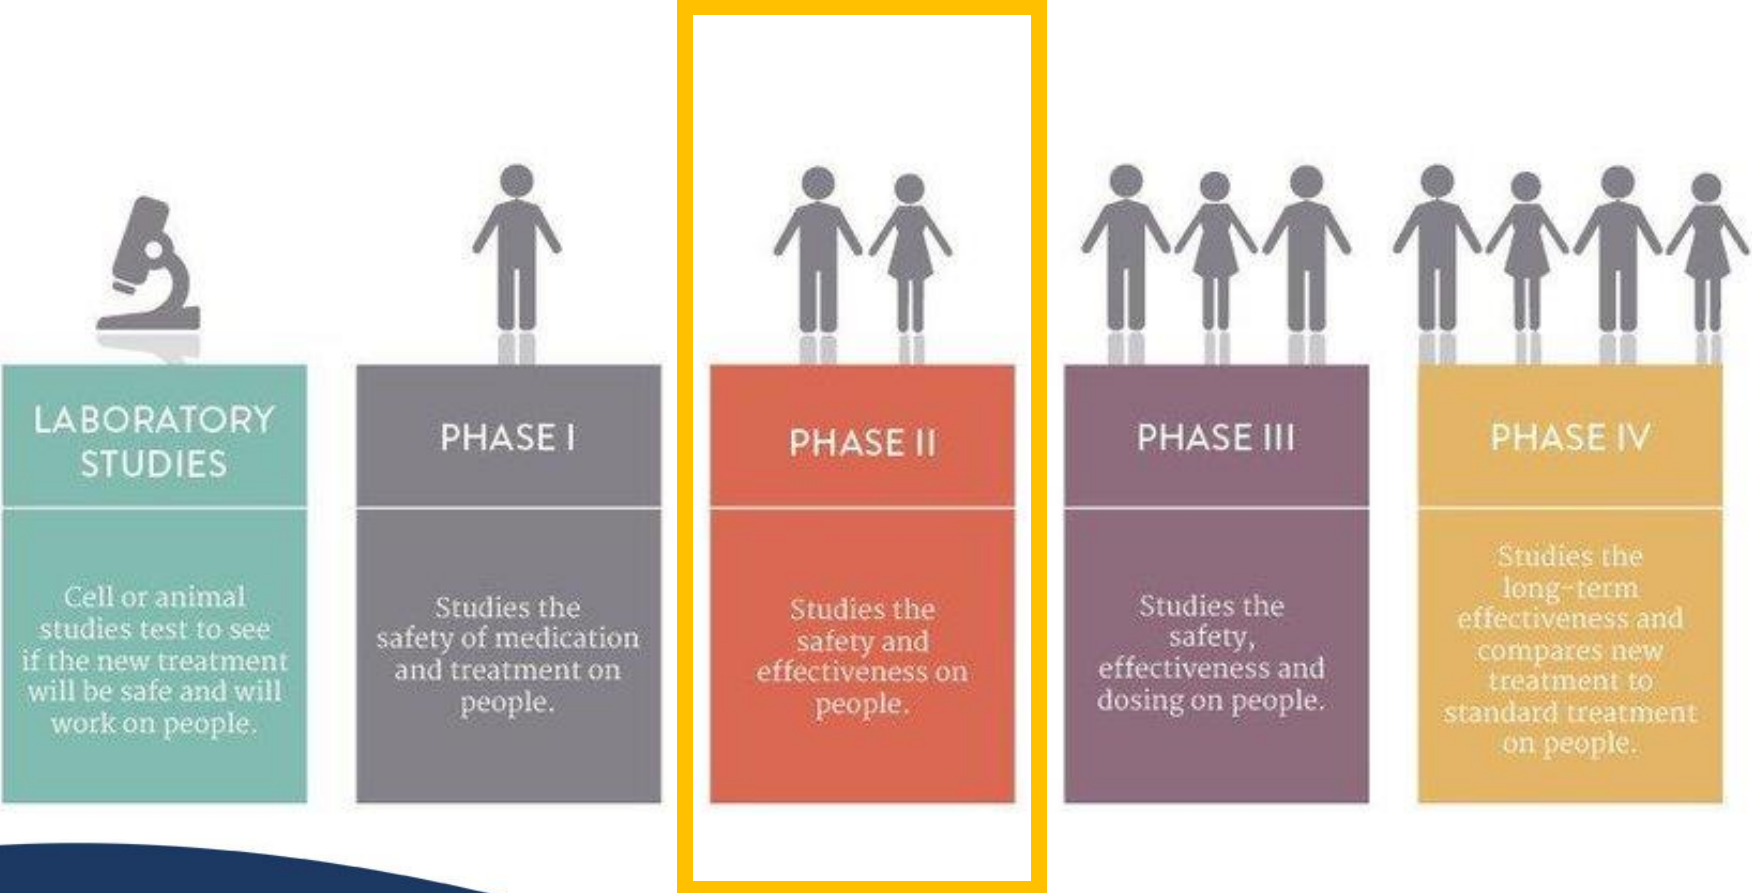 LABORATORY
STUDIES
Cell or animal
studies test to see
if the new treatment
will be safe and will
work on people.
PHASE I
Studies the
safety of medication
and treatment on
people.
PHASE II
Studies the
safety and
effectiveness on
people.
PHASE III
Studies the
safety,
effectiveness and
dosing on people.
PHASE IV
Studies the
long-term
effectiveness and
compares new
treatment to
standard treatment
on people.